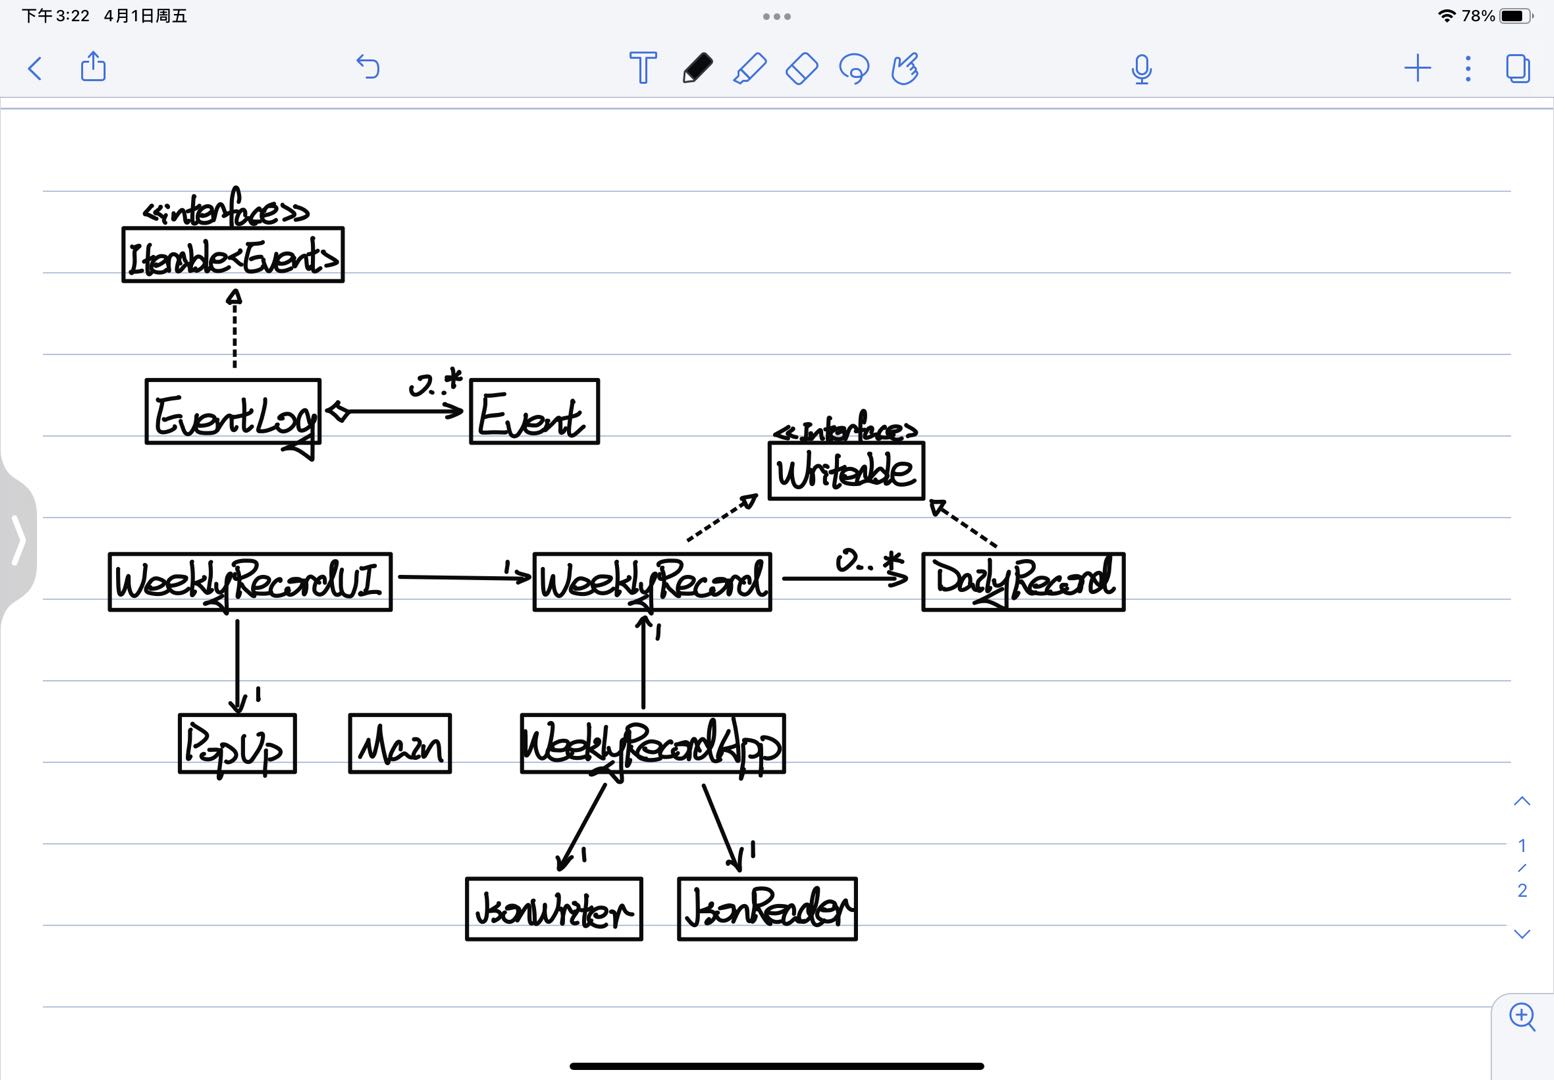 下午3:22 4月1日周五
78%
<<interface>>
Iterable<Event>
EventLog
0..*
Event
<<Interface>
Writable
WeeklyRecordUI
1
WeeklyRecord
0..*
DailyRecord
1
1
PopUp
Main
WeeklyRecordApp
1
1
JsonWriter
JsonReader
1
/
2